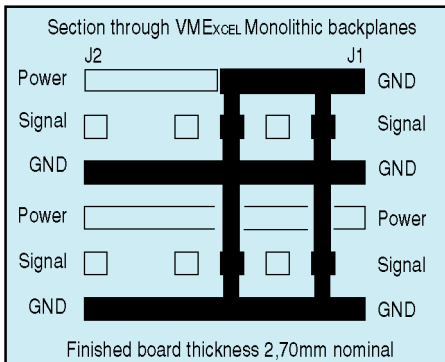 Section through VMEXCEL Monolithic backplanes
J2 J1
Power GND
Signal Signal
GND GND
Power Power
Signal Signal
GND GND
Finished board thickness 2,70mm nominal